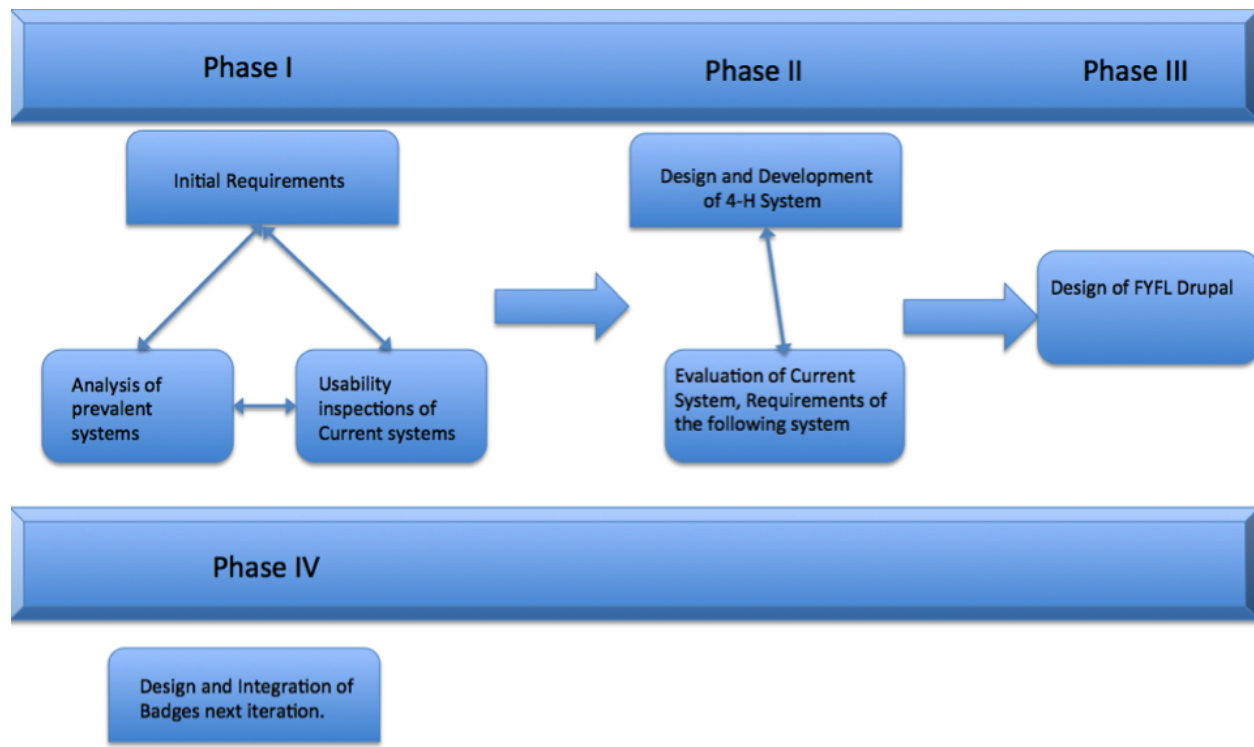 Phase I
Phase II
Phase III
Initial Requirements
Analysis of
prevalent
systems
Usability
inspections of
Current systems
Design and Development
of 4-H System
Evaluation of Current
System, Requirements of
the following system
Design of FYFL Drupal
Phase IV
Design and Integration of
Badges next iteration.